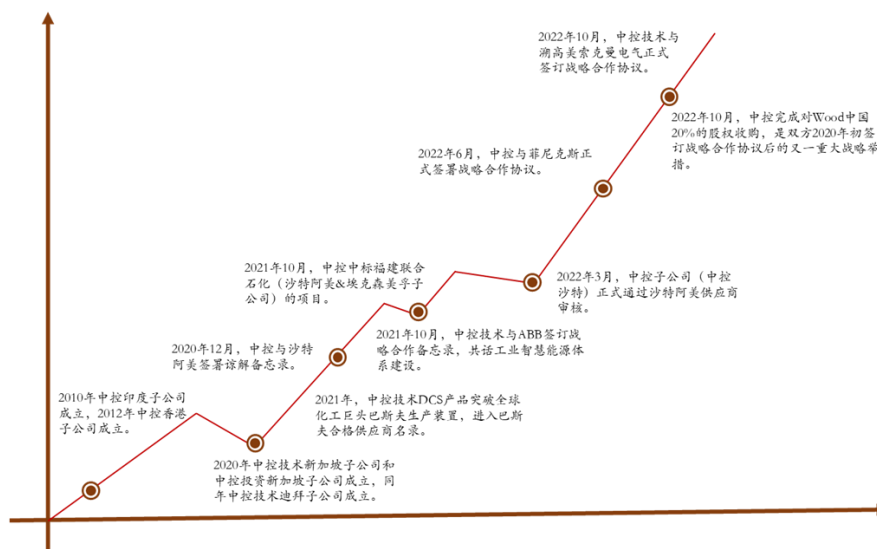 2022年10月，中控技术与
溯高美索克曼电气正式
签订战略合作协议。
2022年10月，中控完成对Wood中国
20%的股权收购，是双方2020年初签
订战略合作协议后的又一重大战略举
措。
2022年6月，中控与菲尼克斯正
式签署战略合作协议。
2021年10月，中控中标福建联合
石化（沙特阿美&埃克森美孚子
公司）的项目。
2022年3月，中控子公司（中控
沙特）正式通过沙特阿美供应商
审核。
2021年10月，中控技术与ABB签订战
略合作备忘录，共话工业智慧能源体
系建设。
2020年12月，中控与沙特
阿美签署谅解备忘录。
2021年，中控技术DCS产品突破全球
化工巨头巴斯夫生产装置，进入巴斯
夫合格供应商名录。
2010年中控印度子公司
成立，2012年中控香港
子公司成立。
2020年中控技术新加坡子公司和
中控投资新加坡子公司成立，同
年中控技术迪拜子公司成立。